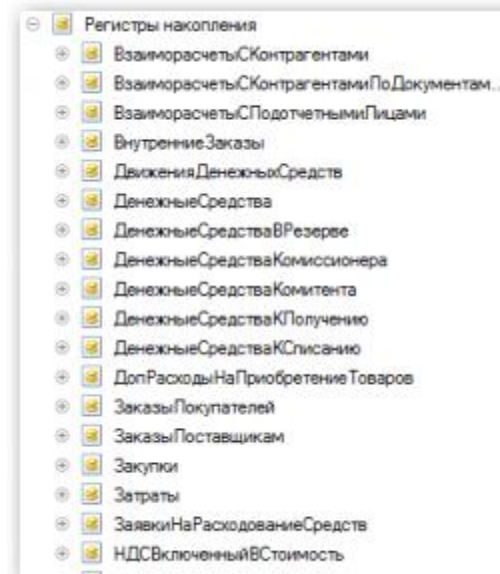 Регистры накопления
ВзаиморасчетыСКонтрагентами
ВзаиморасчетыСКонтрагентамиПоДокументам...
ВзаиморасчетыСПодотчетнымиЛицами
ВнутренниеЗаказы
ДвиженияДенежныхСредств
ДенежныеСредства
ДенежныеСредстваВРезерве
ДенежныеСредстваКомиссионера
ДенежныеСредстваКомитента
ДенежныеСредстваКПолучению
ДенежныеСредстваКСписанию
ДопРасходыНаПриобретениеТоваров
ЗаказыПокупателей
ЗаказыПоставщикам
Закупки
Затраты
ЗаявкиНаРасходованиеСредств
НДСВключенныйВСтоимость